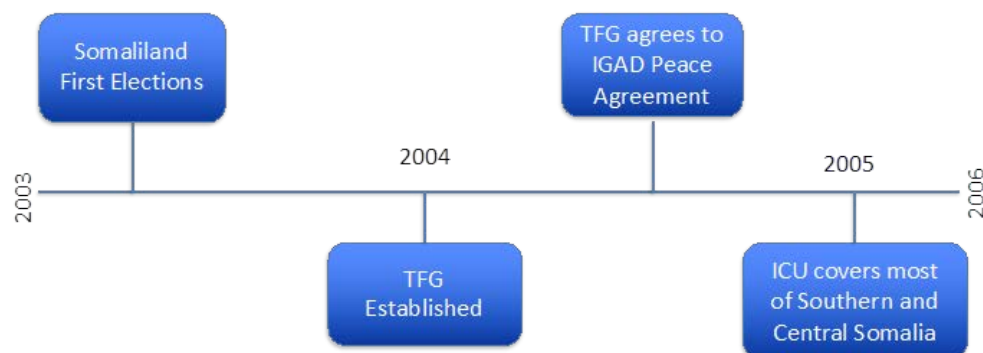 Somaliland
First Elections
TFG agrees to
IGAD Peace
Agreement
2003
2004
2005
2006
TFG
Established
ICU covers most
of Southern and
Central Somalia